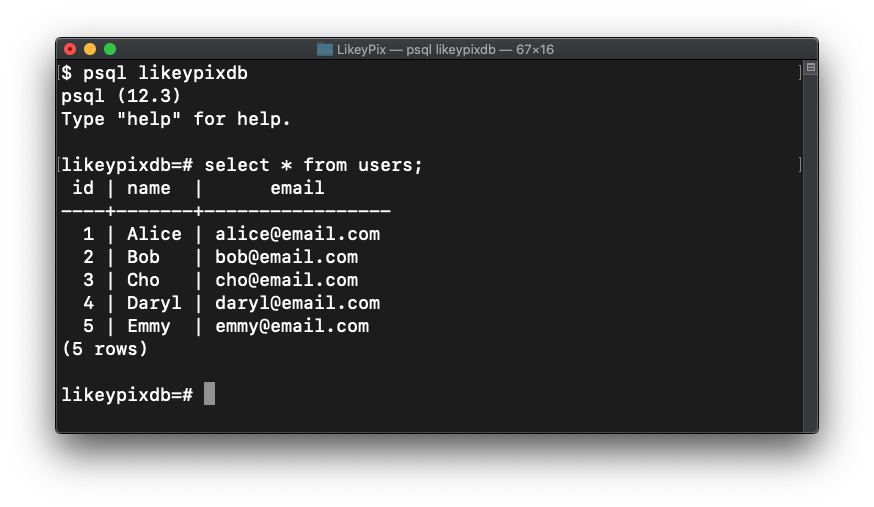 LikeyPix — psql likeypixdb — 67×16
$ psql likeypixdb
psql (12.3)
Type "help" for help.
likeypixdb=# select * from users;
 id | name  |      email
----+-------+-----------------
  1 | Alice | alice@email.com
  2 | Bob   | bob@email.com
  3 | Cho   | cho@email.com
  4 | Daryl | daryl@email.com
  5 | Emmy  | emmy@email.com
(5 rows)
likeypixdb=#